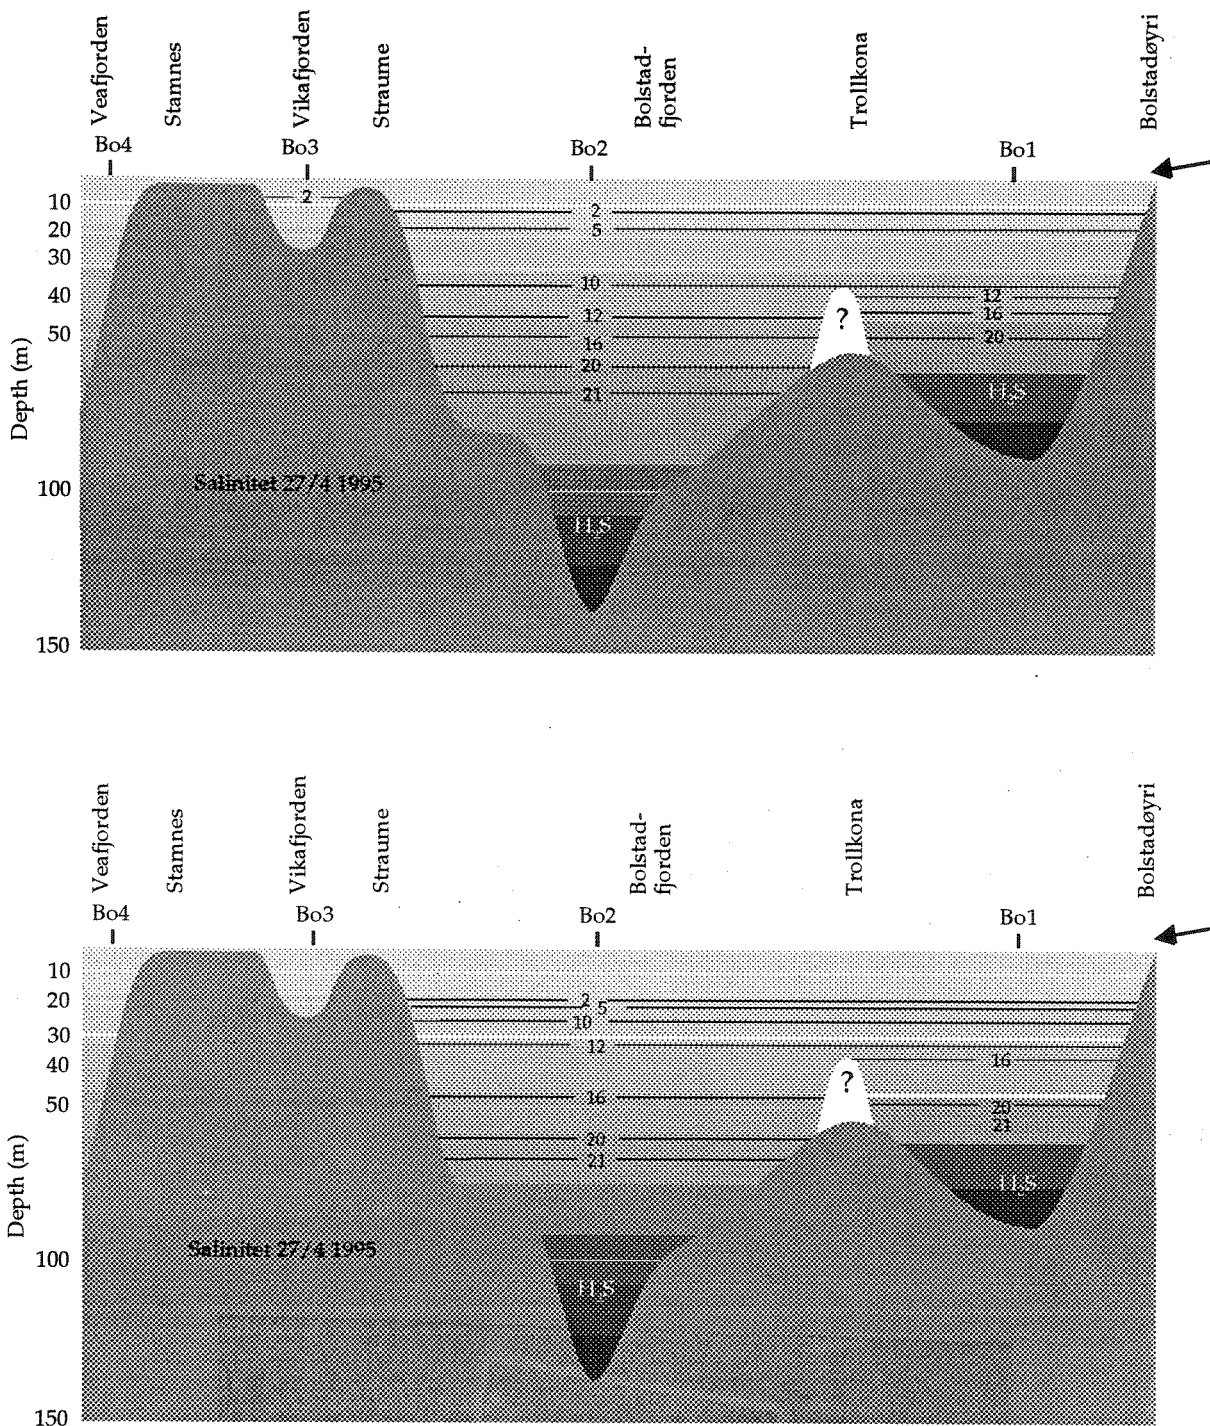 Veafjorden
Stamnes
Vikafjorden
Straume
Bolstad-
fjorden
Trollkona
Bolstadøyri
Bo4
Bo3
Bo2
Bo1
10
20
30
40
50
100
150
Depth (m)
2
2
5
10
12
16
20
21
12
16
20
?
H2S
H2S
Salinitet 27/4 1995
Veafjorden
Stamnes
Vikafjorden
Straume
Bolstad-
fjorden
Trollkona
Bolstadøyri
Bo4
Bo3
Bo2
Bo1
10
20
30
40
50
100
150
Depth (m)
2
5
10
12
16
20
21
16
20
21
?
H2S
H2S
Salinitet 27/4 1995